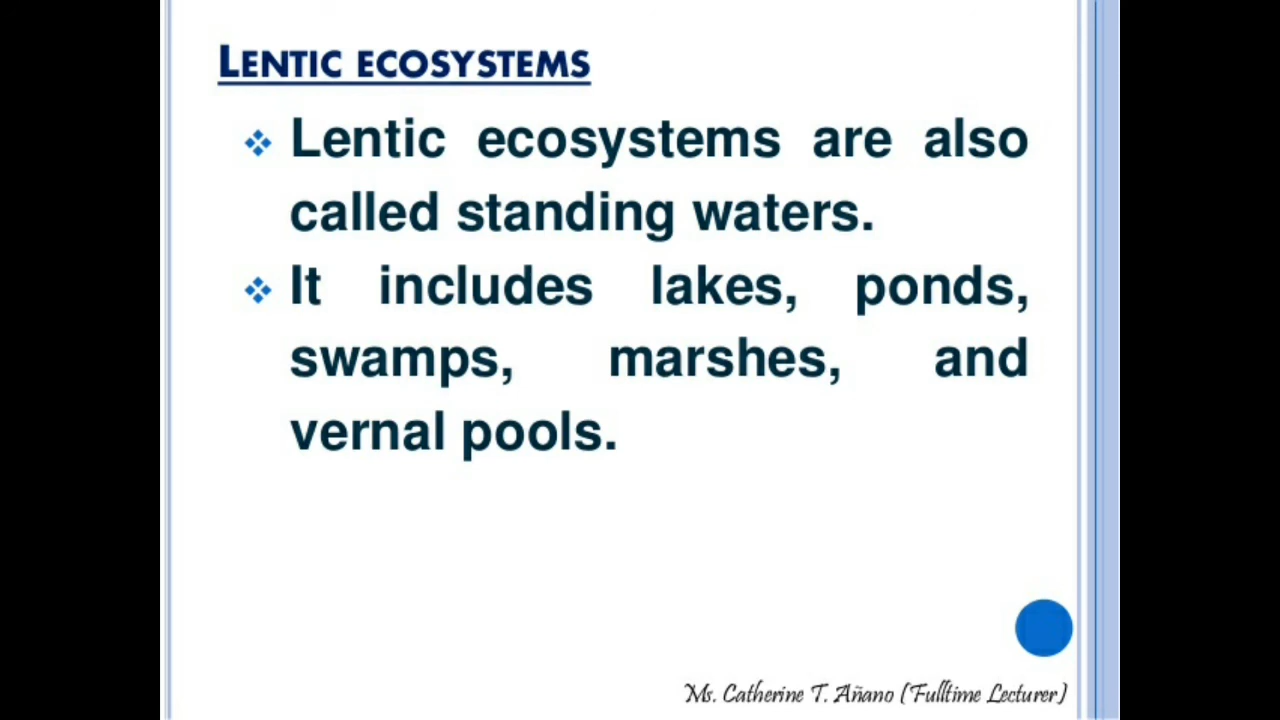 LENTIC ECOSYSTEMS
Lentic ecosystems are also
called standing waters.
It includes lakes, ponds,
swamps, marshes, and
vernal pools.
Ms. Catherine T. Añano (Fulltime Lecturer)